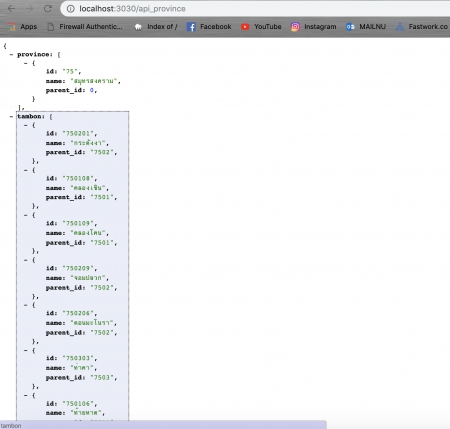 localhost:3030/api_province
Apps Firewall Authentic... Index of / Facebook YouTube Instagram MAILNU Fastwork.co
{
- province: [
- {
id: "75",
name: "สมุทรสงคราม",
parent_id: 0,
}
],
- tambon: [
- {
id: "750201",
name: "กระดังงา",
parent_id: "7502",
},
- {
id: "750108",
name: "คลองเขิน",
parent_id: "7501",
},
- {
id: "750109",
name: "คลองโคน",
parent_id: "7501",
},
- {
id: "750209",
name: "จอมปลวก",
parent_id: "7502",
},
- {
id: "750206",
name: "ดอนมะโนรา",
parent_id: "7502",
},
- {
id: "750303",
name: "ท่าคา",
parent_id: "7503",
},
- {
id: "750106",
name: "ท้ายหาด",
parent_id: "7501",
tambon